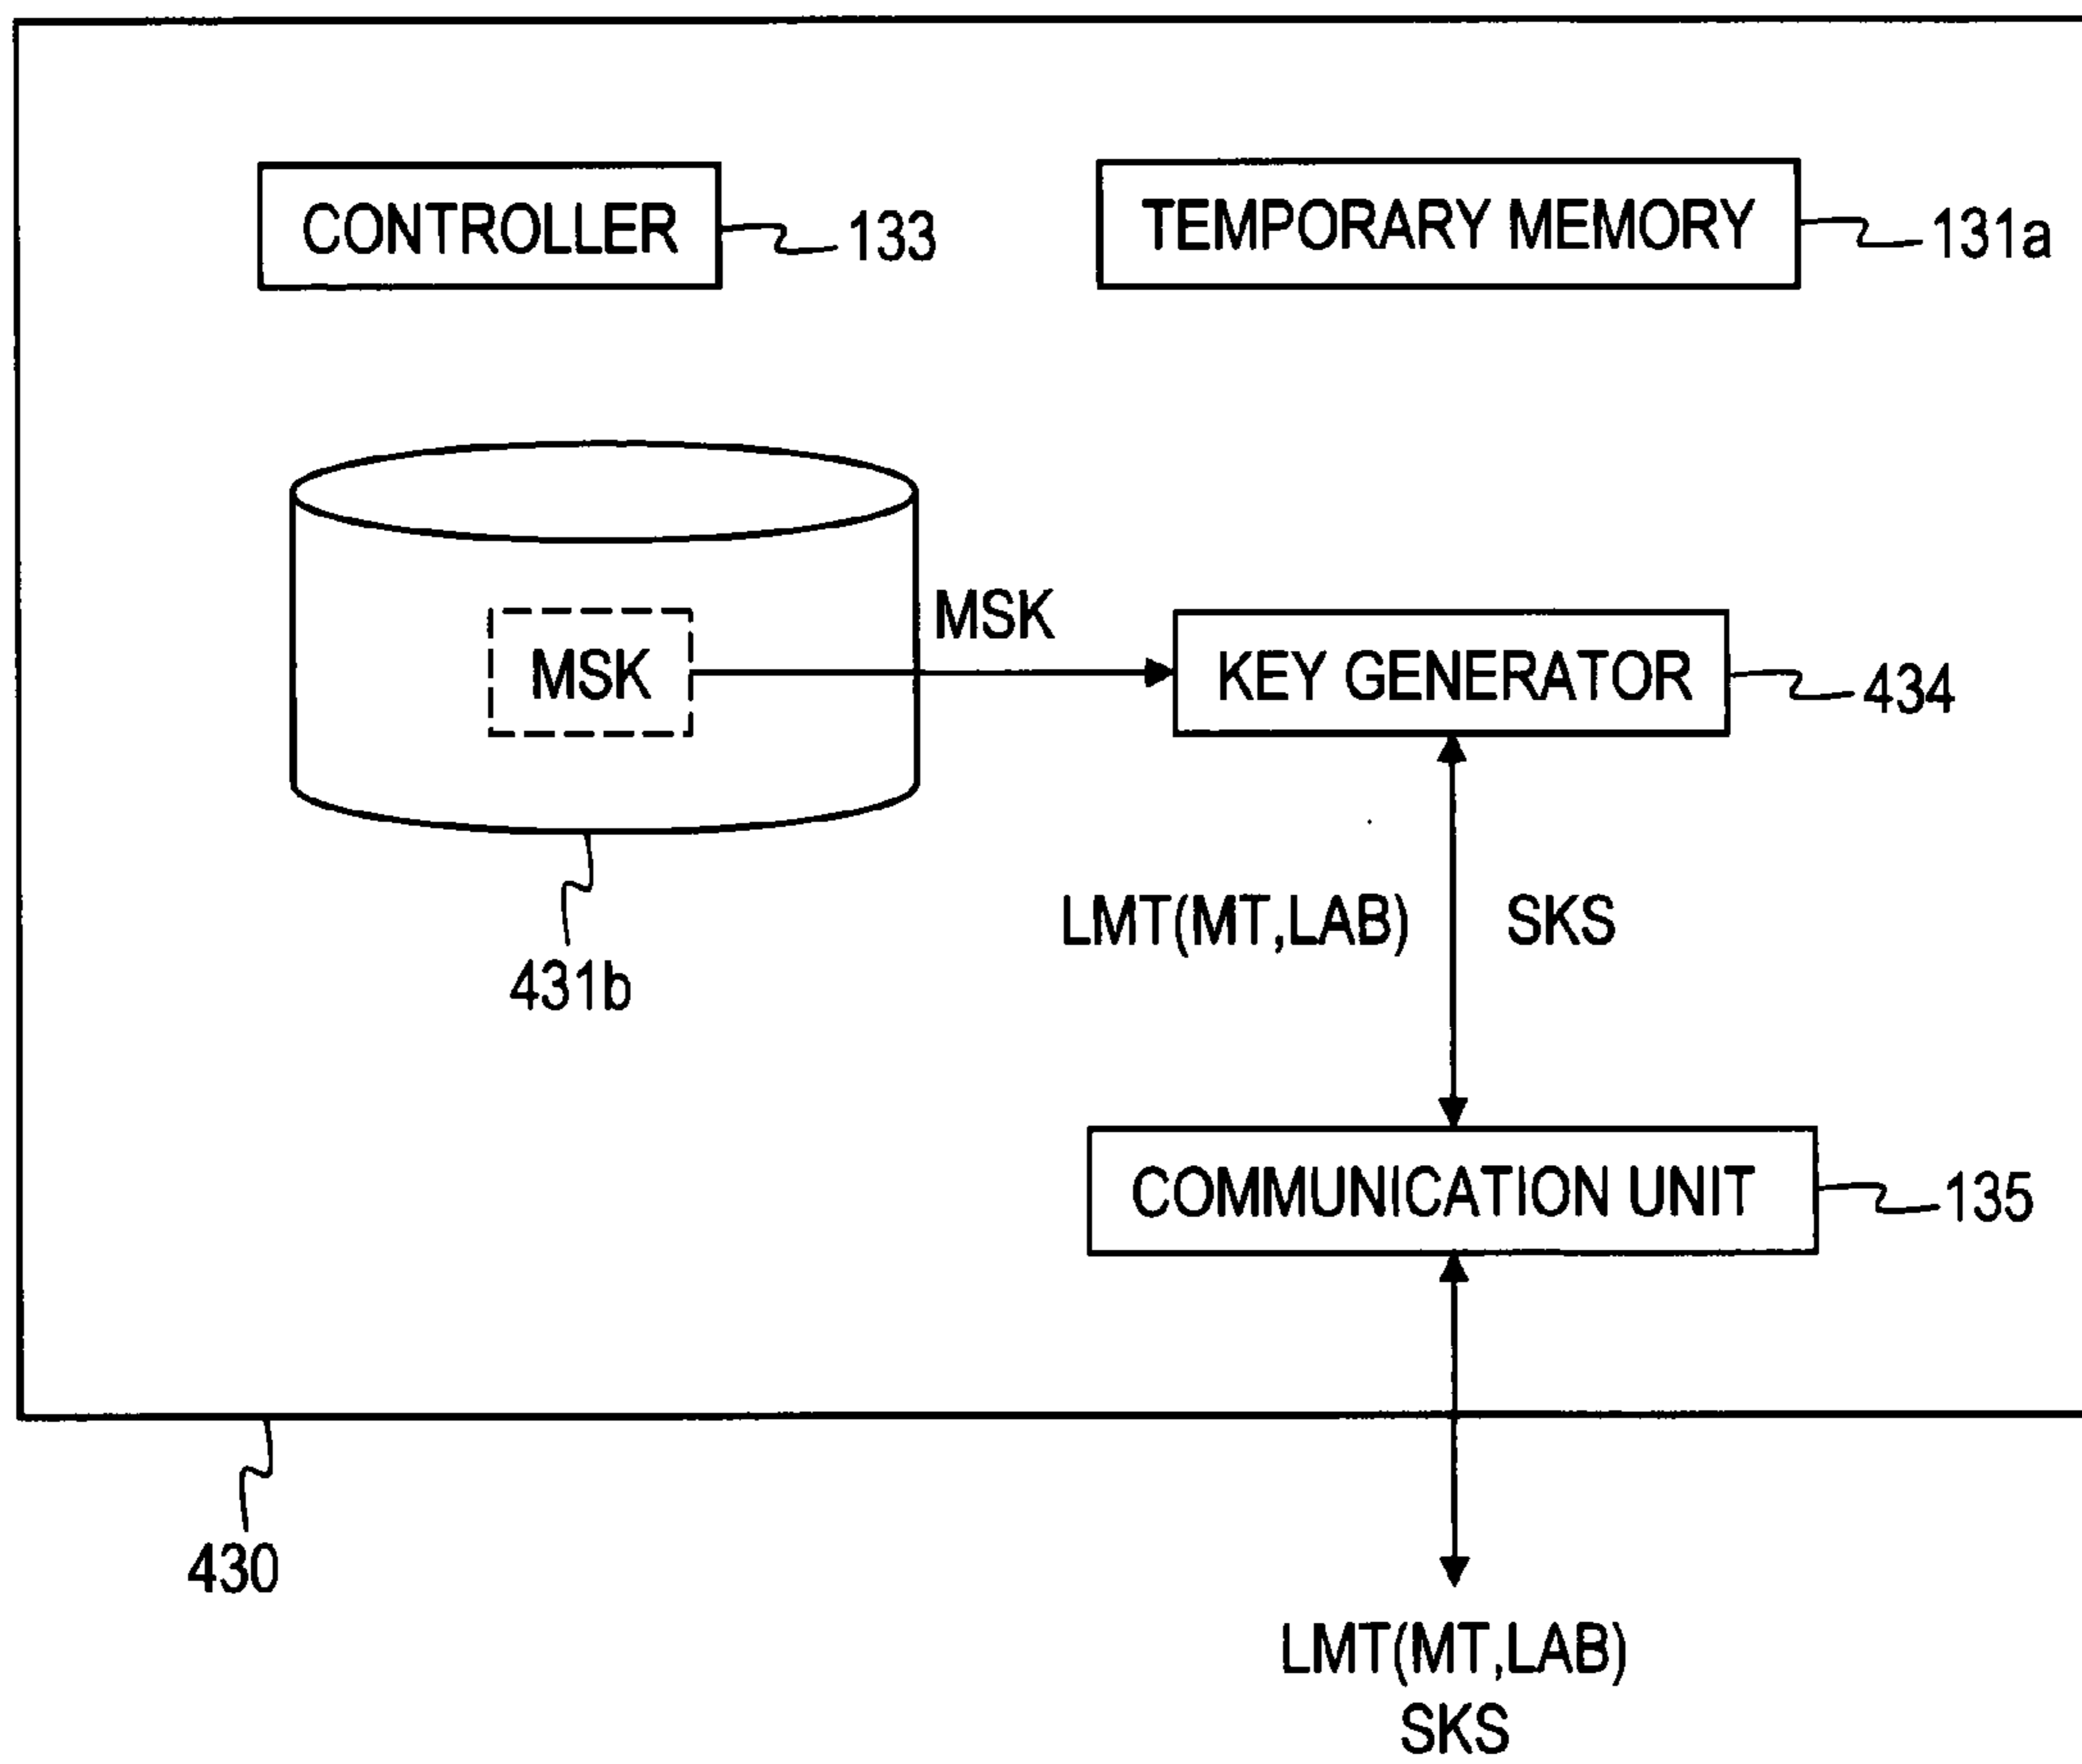 CONTROLLER
133
TEMPORARY MEMORY
131a
MSK
MSK
KEY GENERATOR
434
431b
LMT(MT,LAB)
SKS
COMMUNICATION UNIT
135
430
LMT(MT,LAB)
SKS